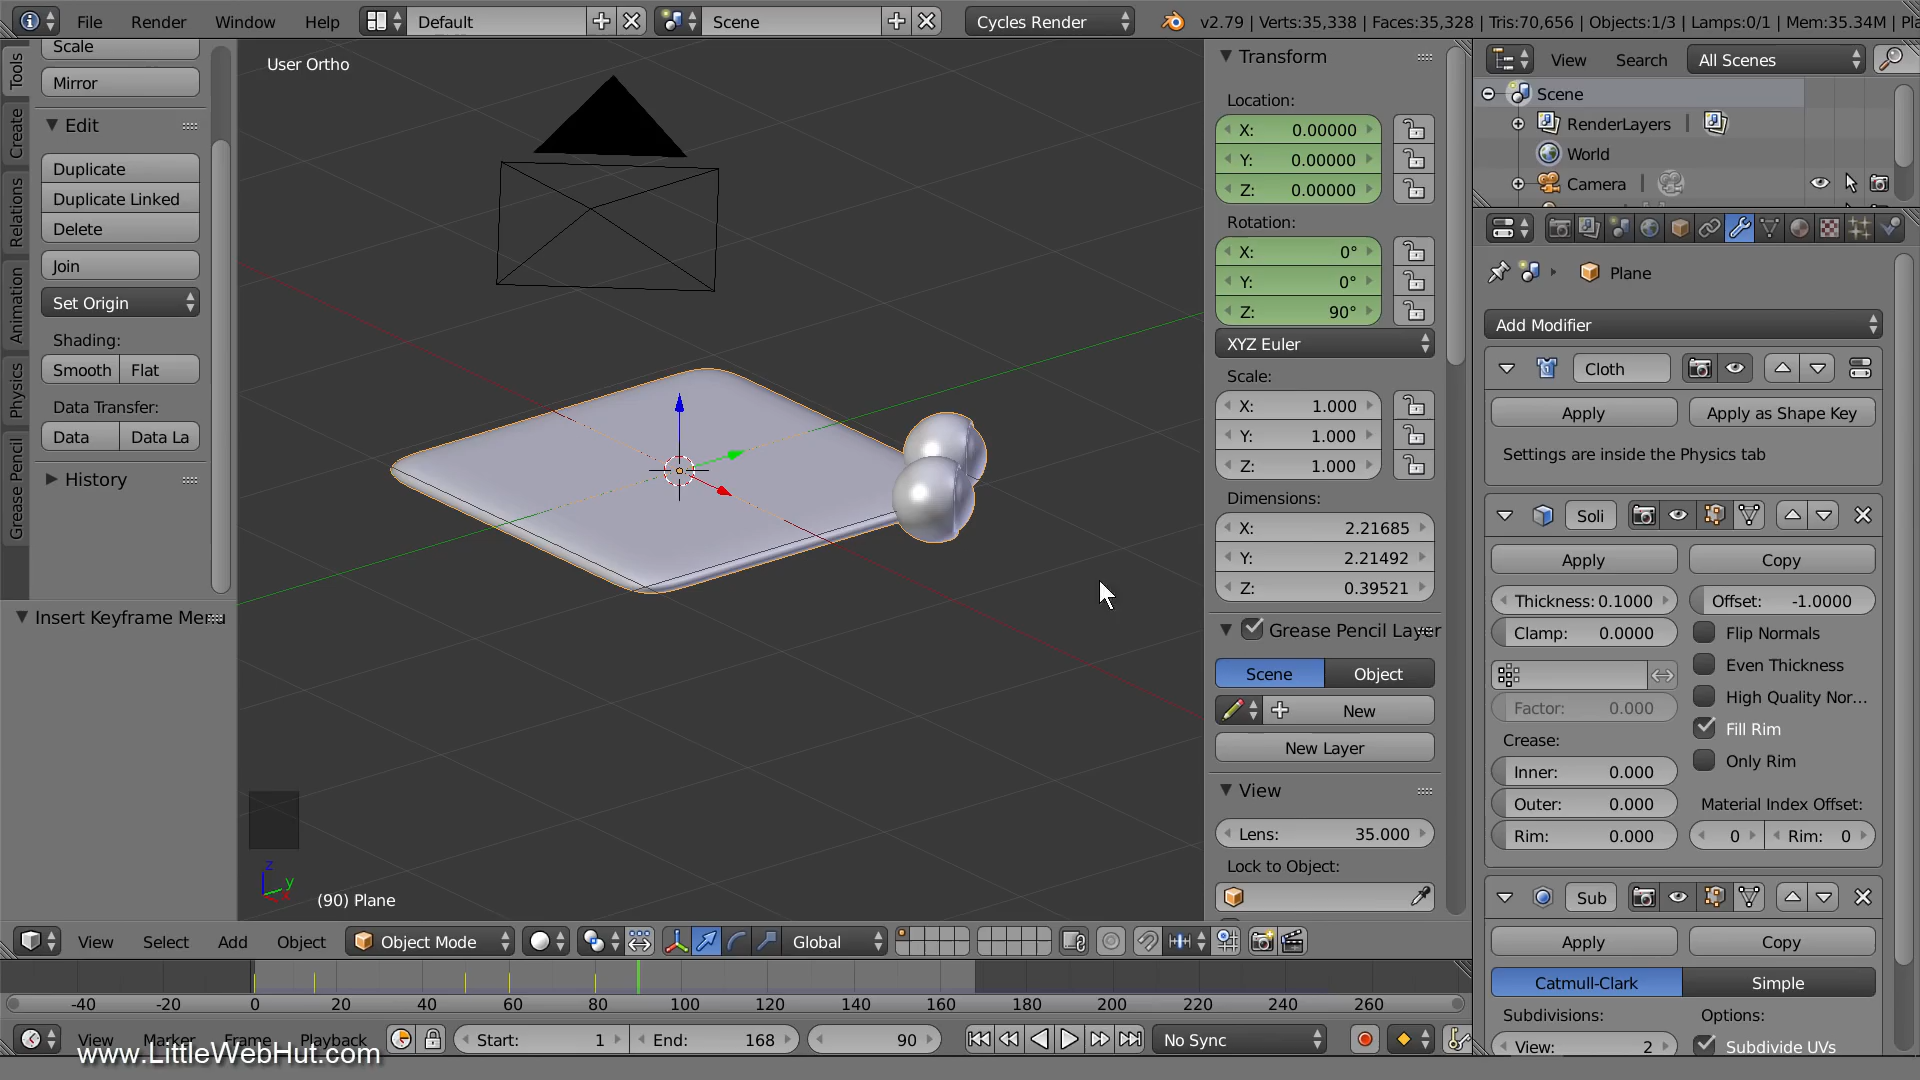 File Render Window Help Default Scene Cycles Render v2.79 | Verts:35,338 | Faces:35,328 | Tris:70,656 | Objects:1/3 | Lamps:0/1 | Mem:35.34M | Pla
Tools
Create
Relations
Animation
Physics
Grease Pencil
Scale
Mirror
Edit
Duplicate
Duplicate Linked
Delete
Join
Set Origin
Shading:
Smooth Flat
Data Transfer:
Data Data La
History
Insert Keyframe Menu
User Ortho
z
y
x
(90) Plane
Transform
Location:
X: 0.00000
Y: 0.00000
Z: 0.00000
Rotation:
X: 0°
Y: 0°
Z: 90°
XYZ Euler
Scale:
X: 1.000
Y: 1.000
Z: 1.000
Dimensions:
X: 2.21685
Y: 2.21492
Z: 0.39521
Grease Pencil Layer
Scene Object
New
New Layer
View
Lens: 35.000
Lock to Object:
View Search All Scenes
Scene
RenderLayers |
World
Camera |
Plane
Add Modifier
Cloth
Apply Apply as Shape Key
Settings are inside the Physics tab
Soli
Apply Copy
Thickness: 0.1000 Offset: -1.0000
Clamp: 0.0000 Flip Normals
Even Thickness
High Quality Nor...
Factor: 0.000
Fill Rim
Crease:
Only Rim
Inner: 0.000
Outer: 0.000 Material Index Offset:
Rim: 0.000 0 Rim: 0
Sub
Apply Copy
Catmull-Clark Simple
Subdivisions: Options:
View: 2 Subdivide UVs
View Select Add Object Object Mode Global
-40 -20 0 20 40 60 80 100 120 140 160 180 200 220 240 260
View Marker Frame Playback Start: 1 End: 168 90 No Sync
www.LittleWebHut.com